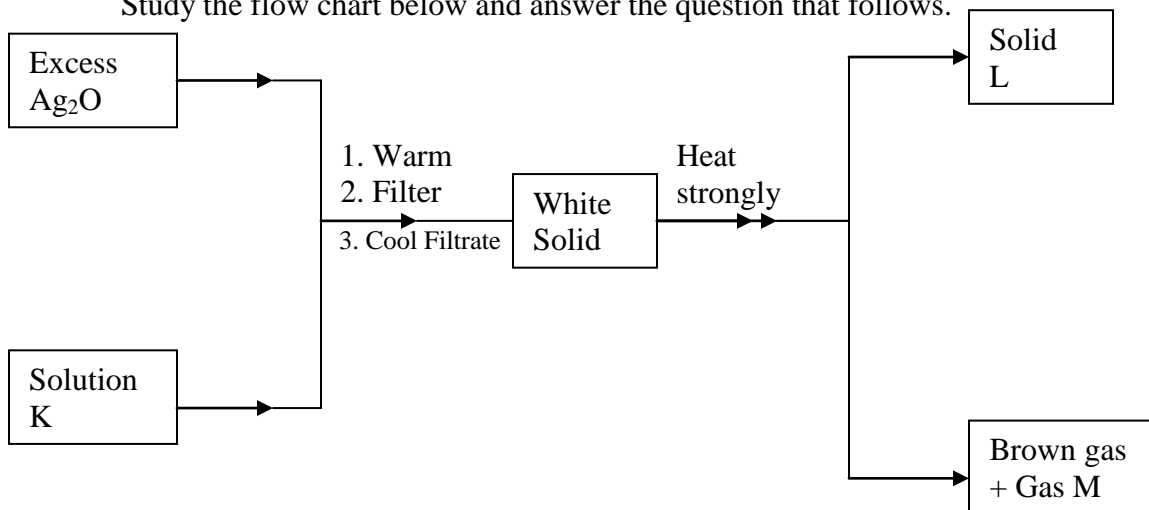 Study the flow chart below and answer the question that follows.
Excess
Ag₂O
Solution
K
1. Warm
2. Filter
3. Cool Filtrate
White
Solid
Heat
strongly
Solid
L
Brown gas
+ Gas M